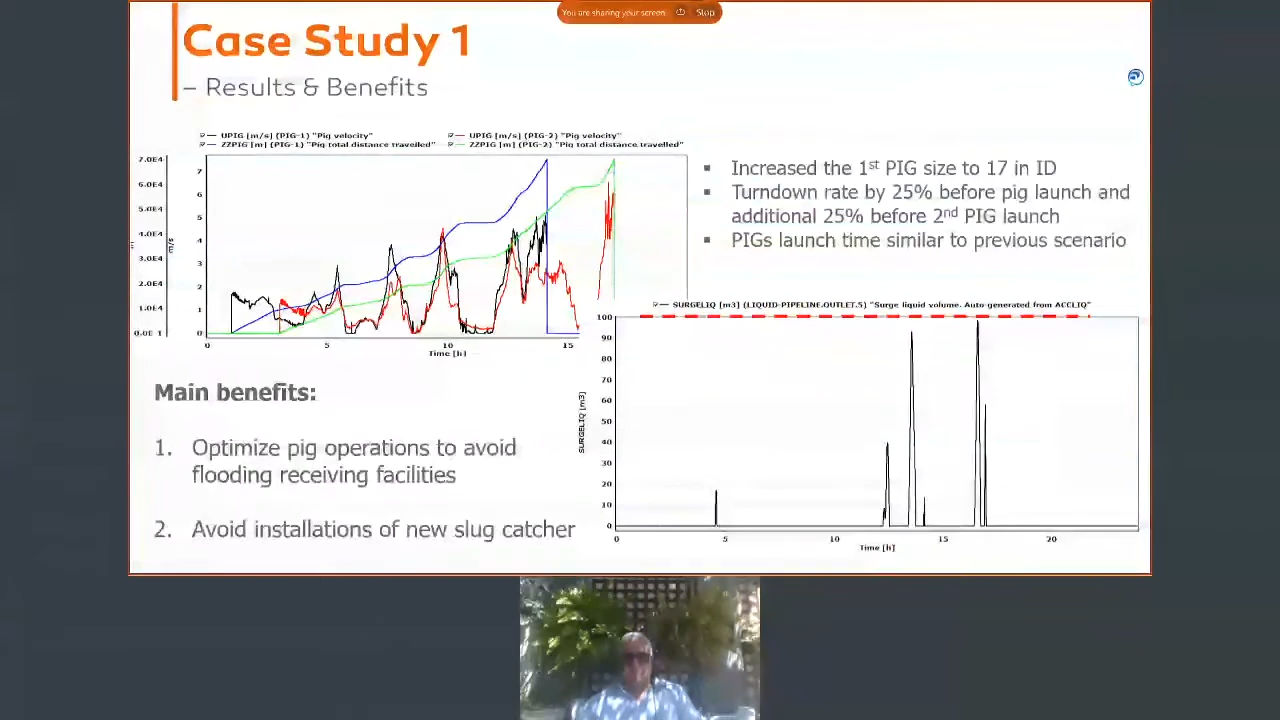 You are sharing your screen Stop
Case Study 1
– Results & Benefits
UPIG [m/s] (PIG-1) "Pig velocity"
UPIG [m/s] (PIG-2) "Pig velocity"
ZZPIG [m] (PIG-1) "Pig total distance travelled"
ZZPIG [m] (PIG-2) "Pig total distance travelled"
7.0E4
6.0E4
5.0E4
4.0E4
3.0E4
2.0E4
1.0E4
m/s
7
6
5
4
3
2
1
0
0 5 10 15
Time [h]
▪ Increased the 1st PIG size to 17 in ID
▪ Turndown rate by 25% before pig launch and
additional 25% before 2nd PIG launch
▪ PIGs launch time similar to previous scenario
SURGELIQ [m3] (LIQUID-PIPELINE.OUTLET.5) "Surge liquid volume. Auto-generated from ACCLIQ"
SURGELIQ [m3]
100
90
80
70
60
50
40
30
20
10
0
0 5 10 15 20
Time [h]
Main benefits:
1. Optimize pig operations to avoid
flooding receiving facilities
2. Avoid installations of new slug catcher